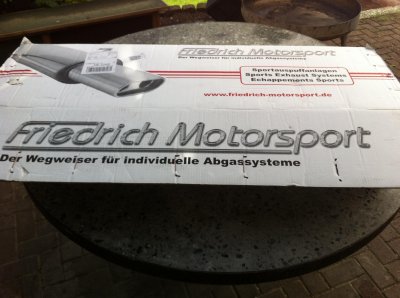 Friedrich Motorsport
Der Wegweiser für individuelle Abgassysteme
Sportauspuffanlagen
Sports Exhaust Systems
Echappements Sports
www.friedrich-motorsport.de
Friedrich Motorsport
Der Wegweiser für individuelle Abgassysteme